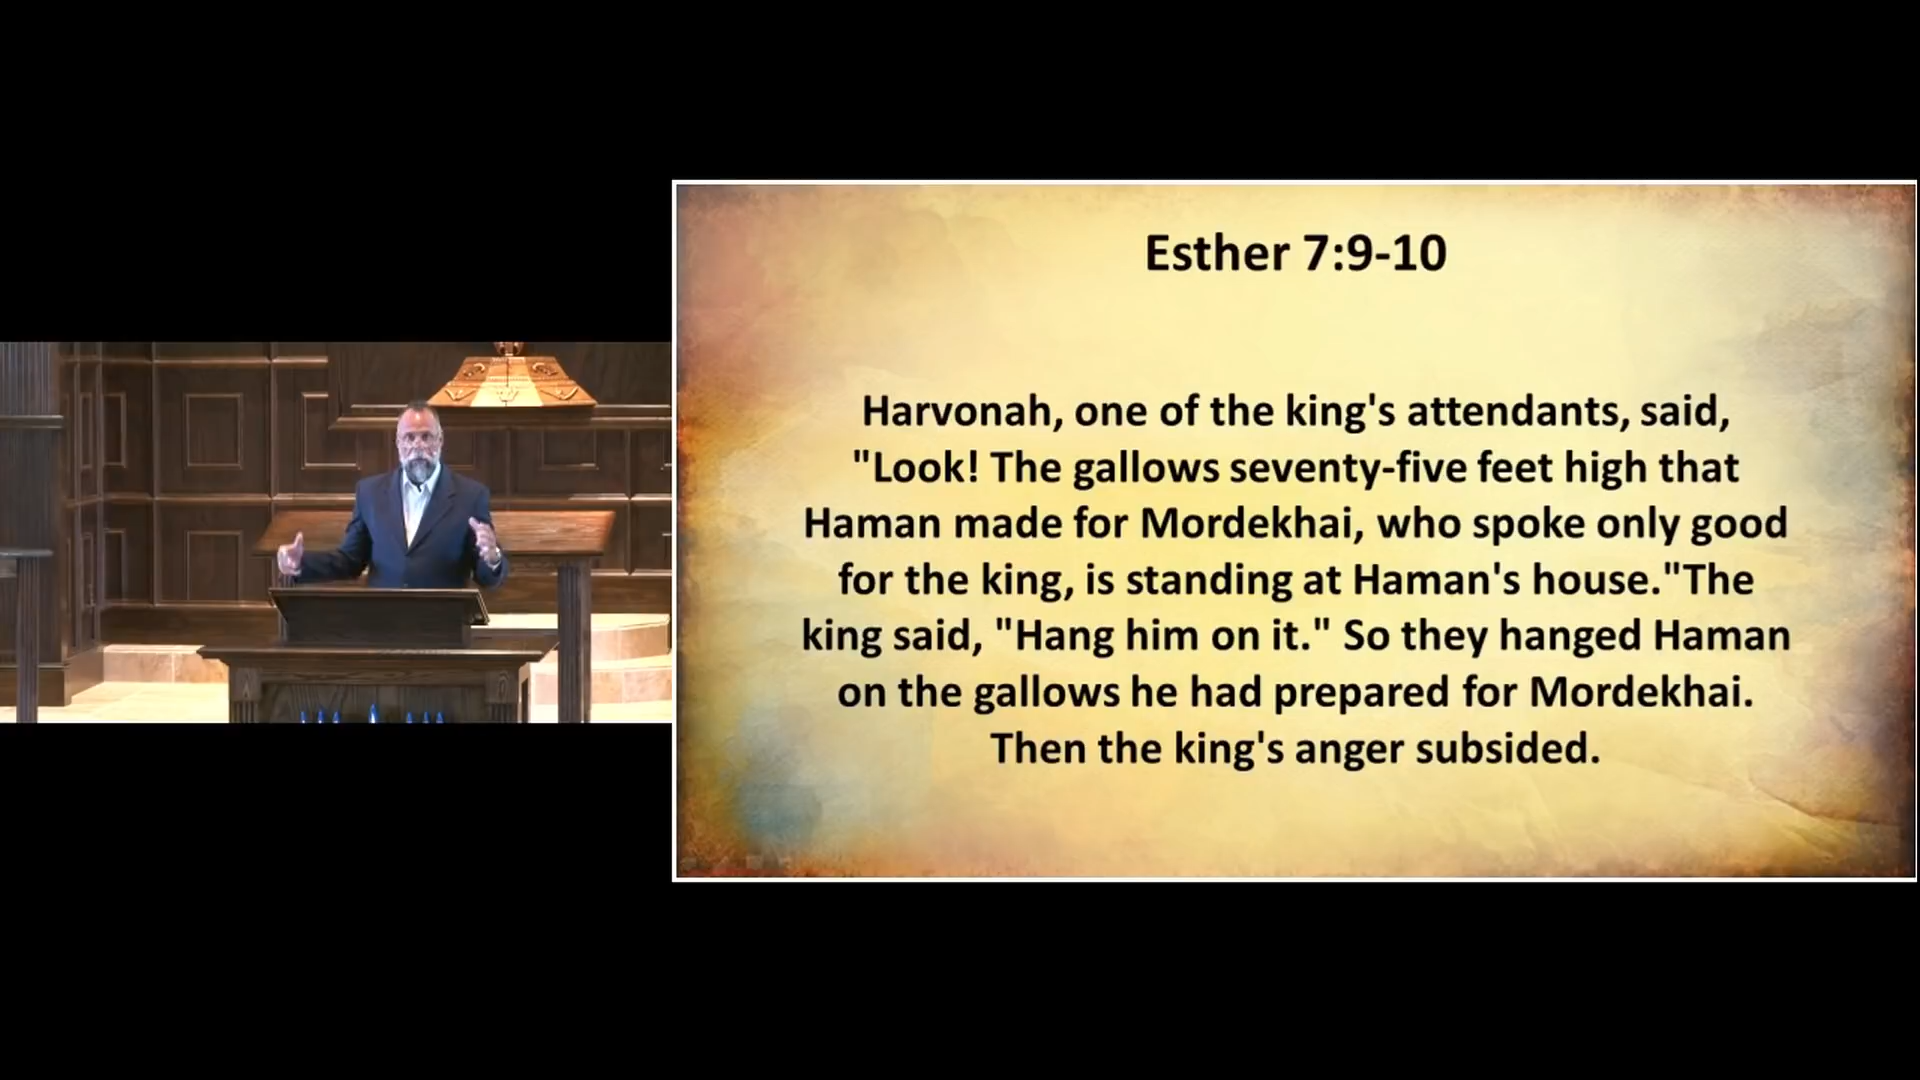 Esther 7:9-10
Harvonah, one of the king's attendants, said,
"Look! The gallows seventy-five feet high that
Haman made for Mordekhai, who spoke only good
for the king, is standing at Haman's house."The
king said, "Hang him on it." So they hanged Haman
on the gallows he had prepared for Mordekhai.
Then the king's anger subsided.